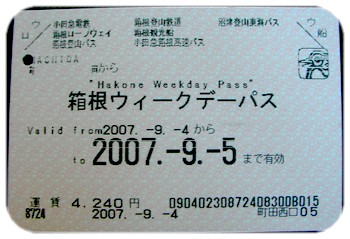 ウ 小田急電鉄 箱根登山鉄道 沼津登山東海バス ウ
ロ 箱根ロープウェイ 箱根観光船 船
箱根登山バス 小田急箱根高速バス
MACHIDA
町 から
"Hakone Weekday Pass"
箱根ウィークデーパス
Valid from 2007.-9.-4から
to 2007.-9.-5まで有効
運賃 4,240円 09040230872408300B015
8724 2007.-9.-4 町田西口05